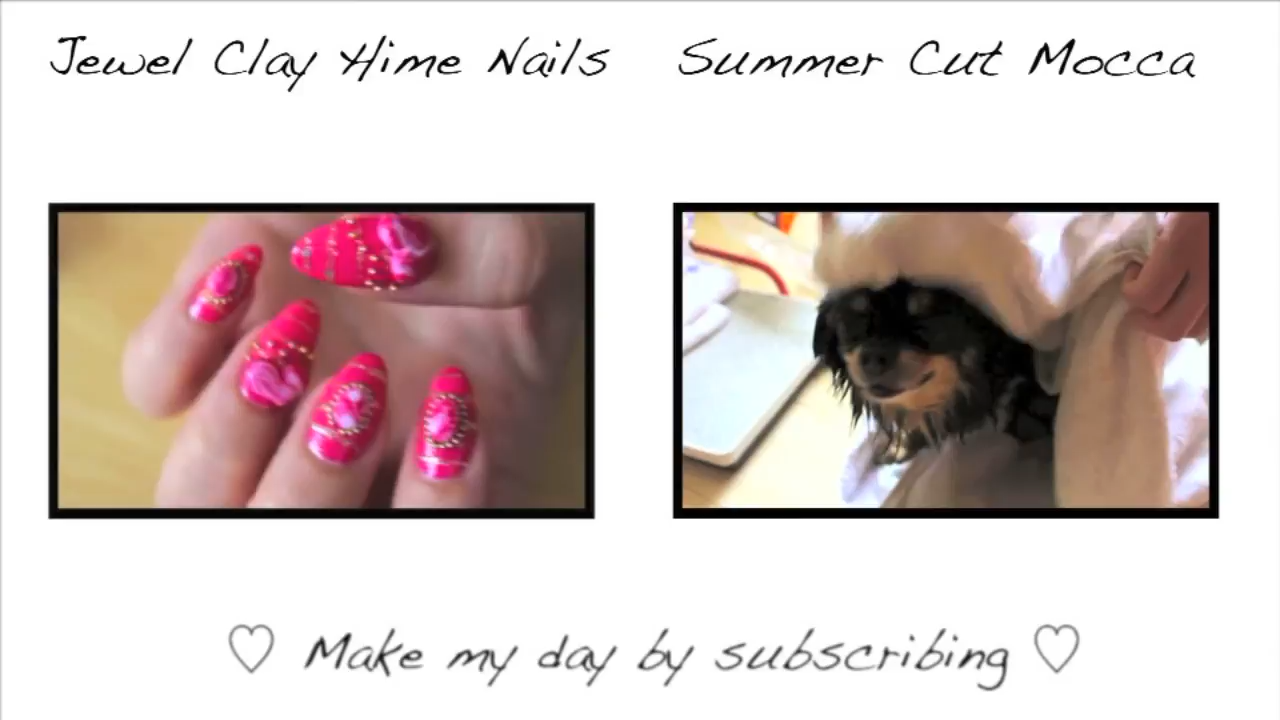 Jewel Clay Hime Nails
Summer Cut Mocca
♡ Make my day by subscribing ♡